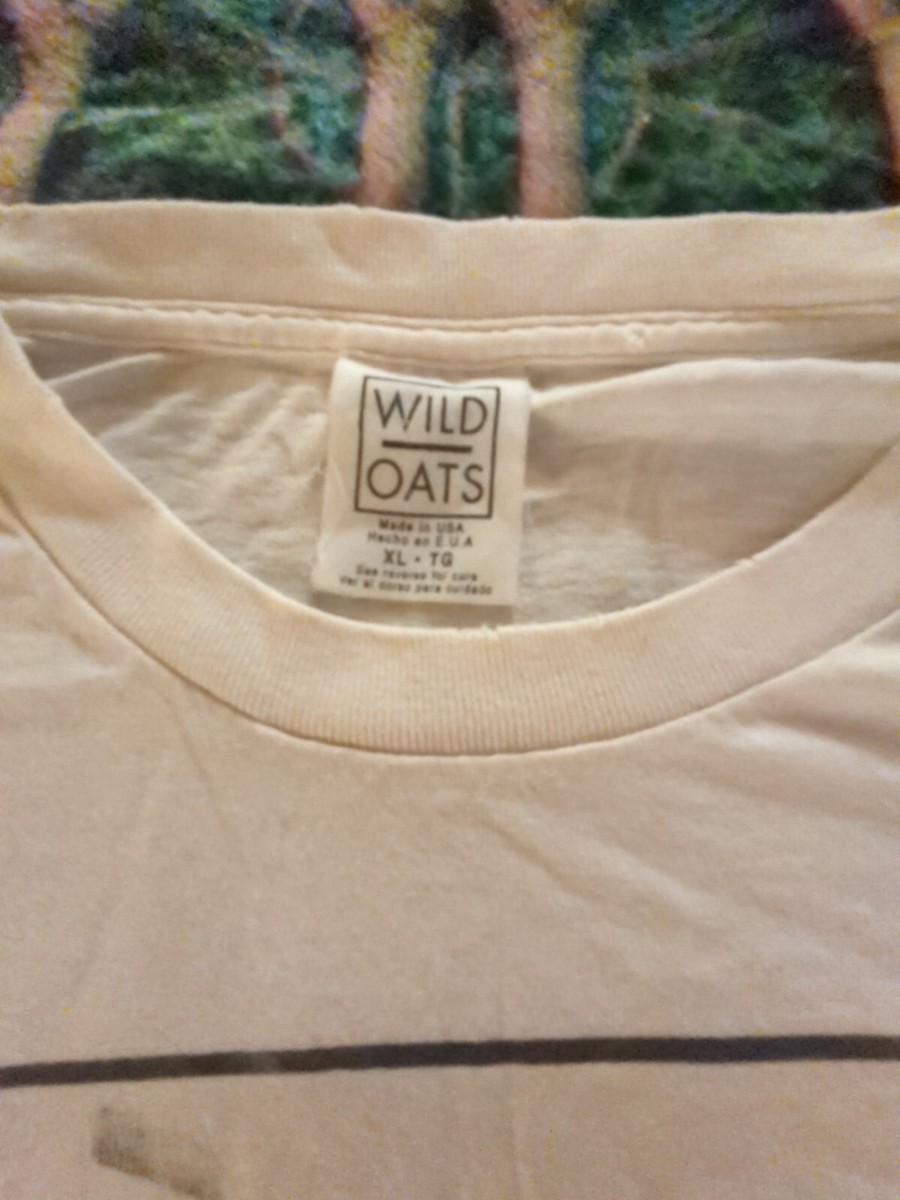 WILD
OATS
Made in USA
Hecho en E.U.A
XL • TG
See reverse for care
Ver al dorso para cuidado